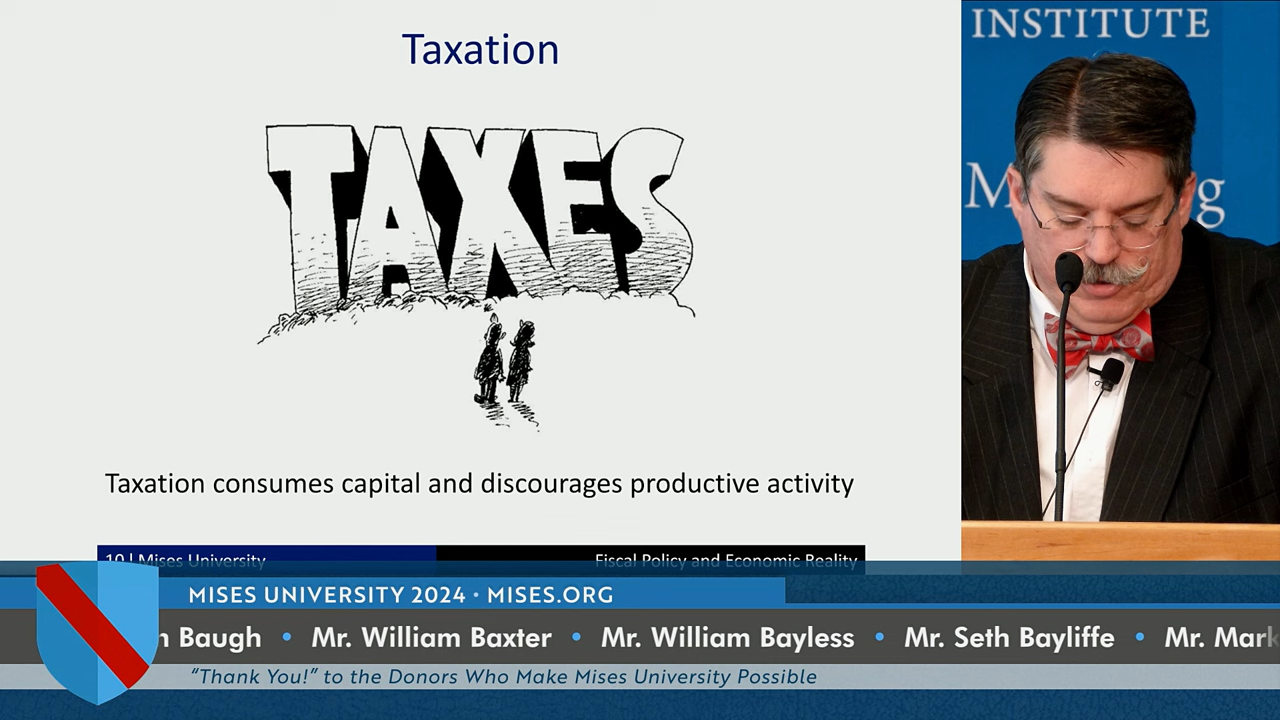 Taxation
TAXES
Taxation consumes capital and discourages productive activity
10 | Mises University
Fiscal Policy and Economic Reality
INSTITUTE
MISES UNIVERSITY 2024 • MISES.ORG
Baugh • Mr. William Baxter • Mr. William Bayless • Mr. Seth Bayliffe • Mr. Mark
“Thank You!” to the Donors Who Make Mises University Possible